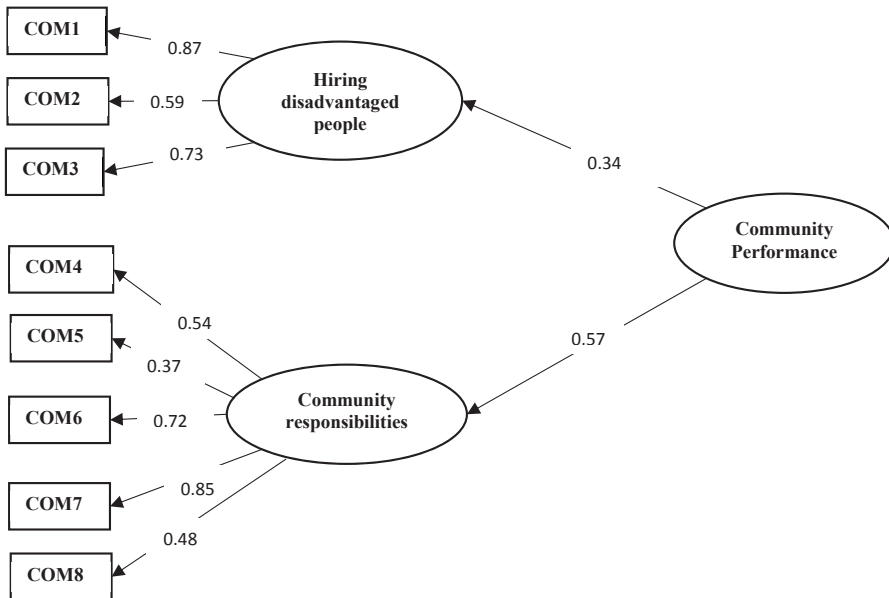 COM1
0.87
COM2
0.59
COM3
0.73
Hiring
disadvantaged
people
0.34
Community
Performance
COM4
0.54
COM5
0.37
COM6
0.72
COM7
0.85
COM8
0.48
Community
responsibilities
0.57